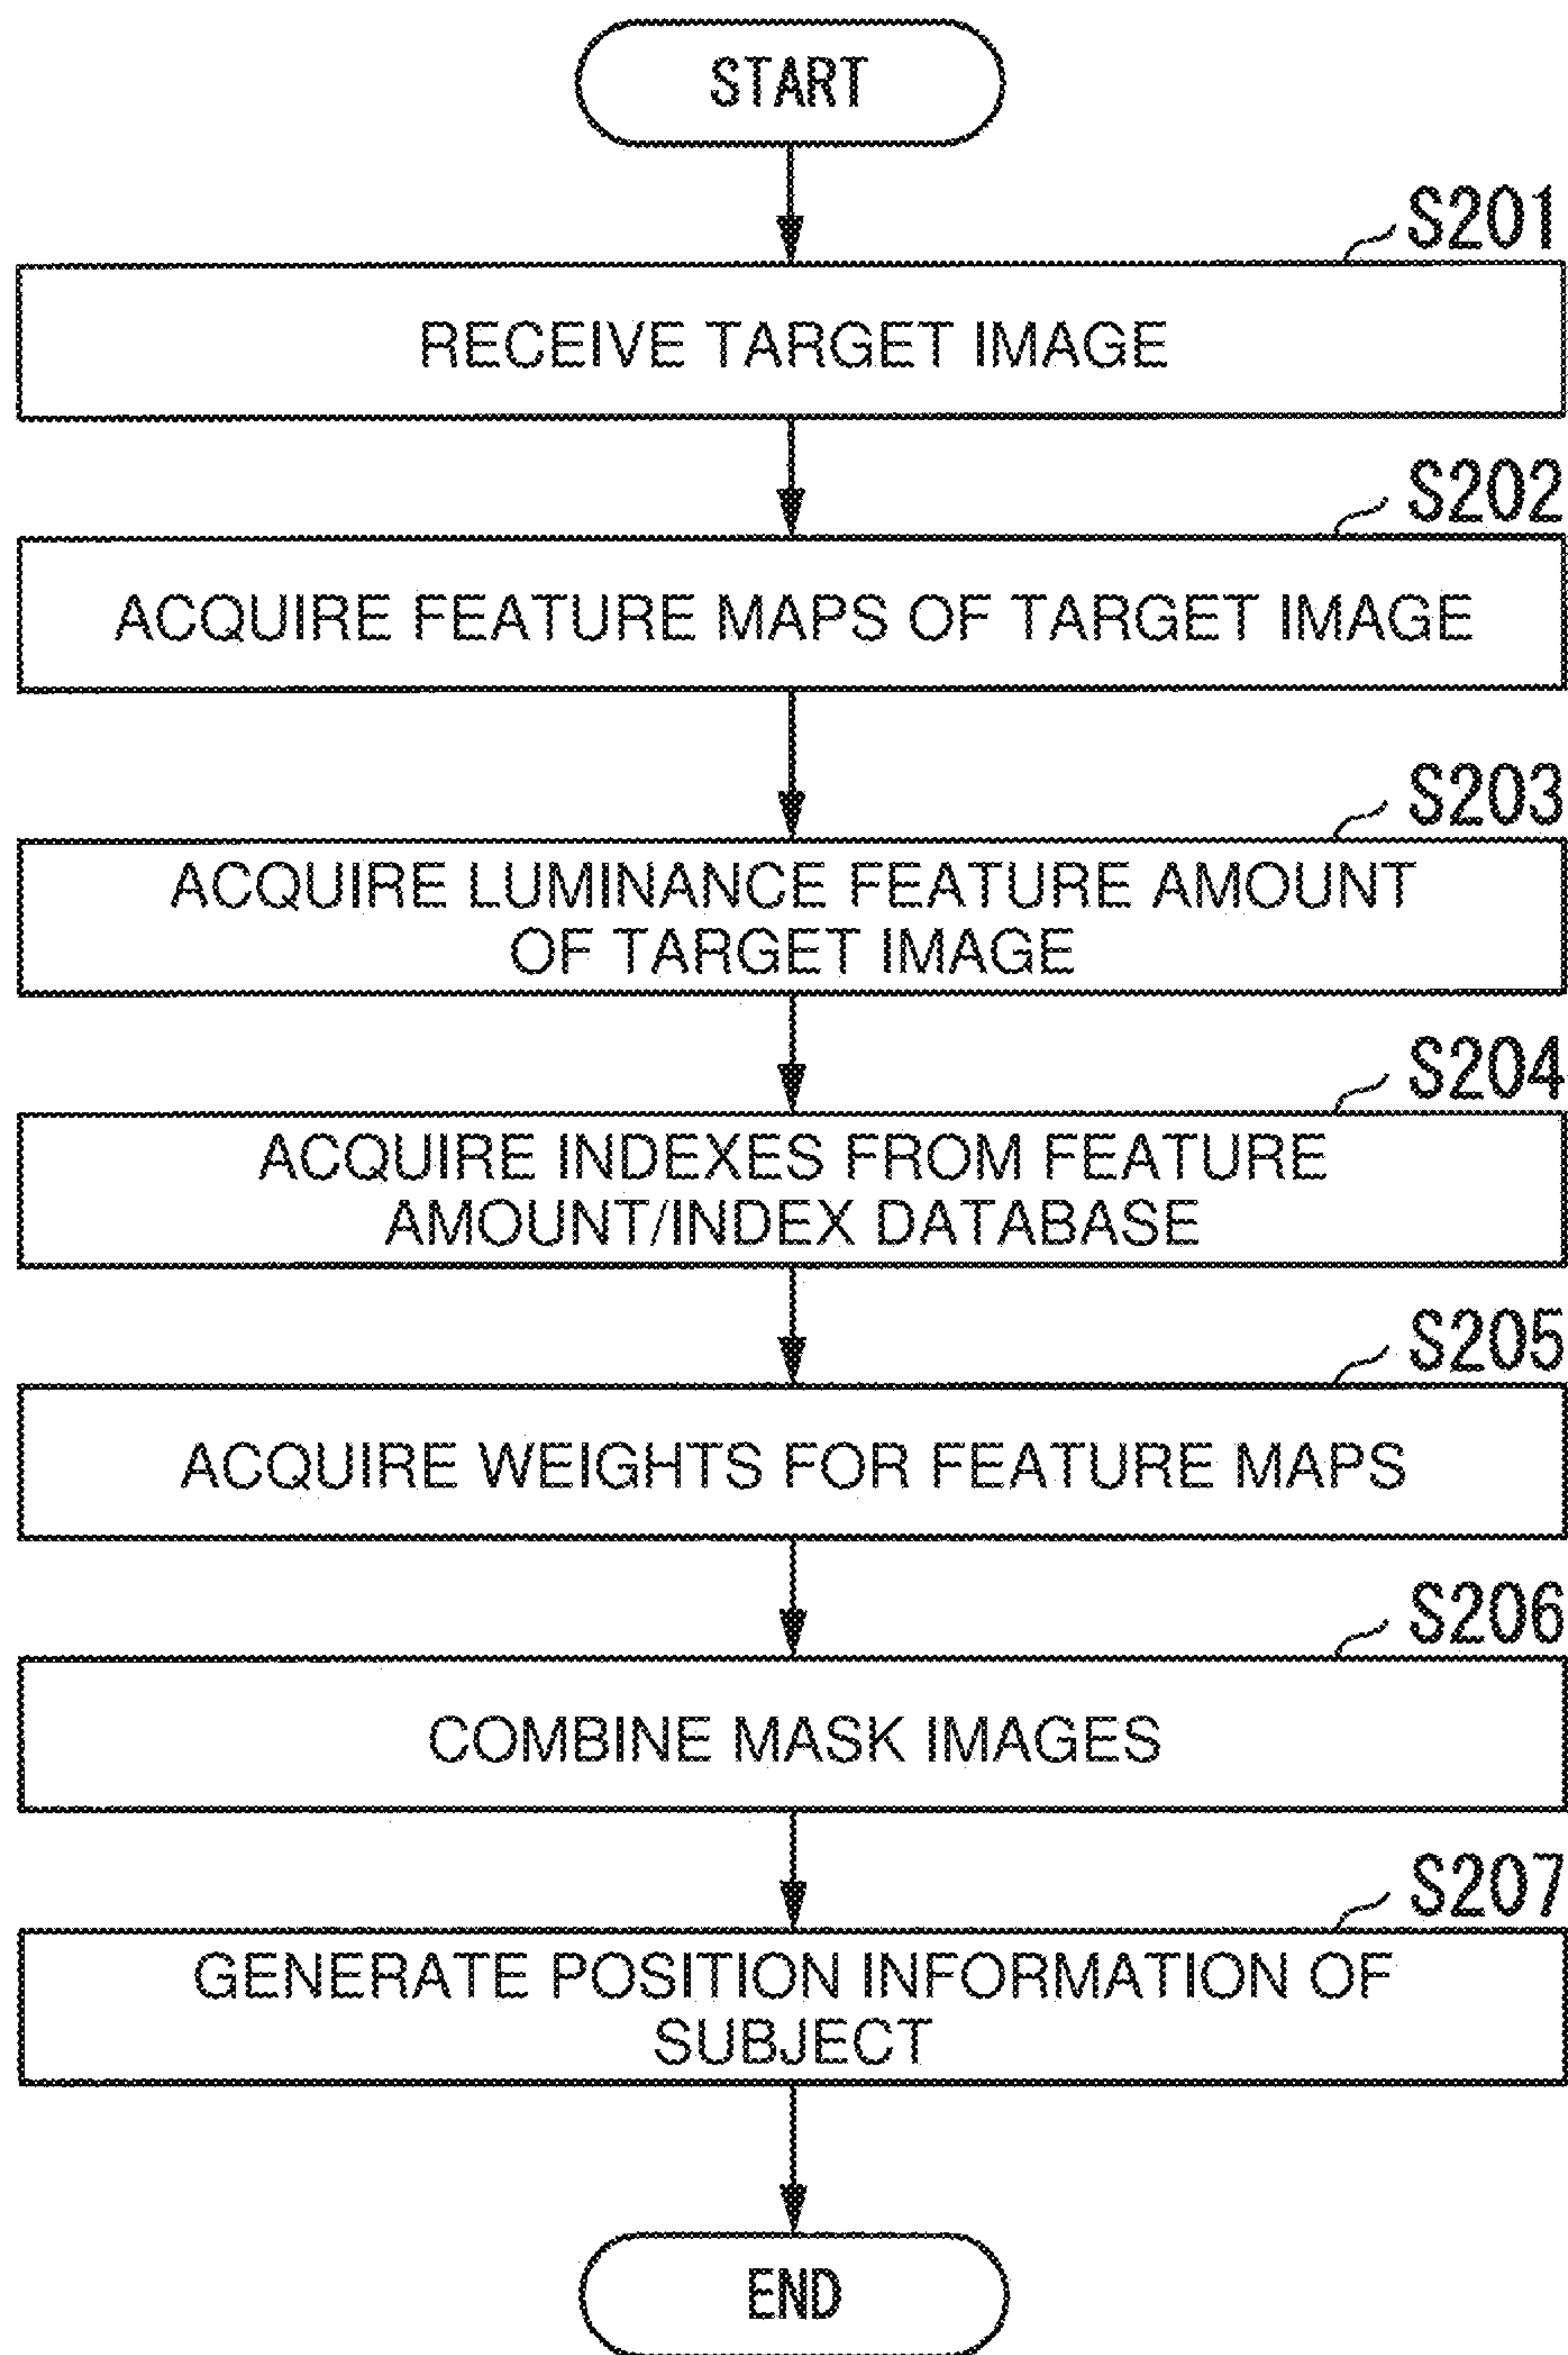 START
S201
RECEIVE TARGET IMAGE
S202
ACQUIRE FEATURE MAPS OF TARGET IMAGE
S203
ACQUIRE LUMINANCE FEATURE AMOUNT
OF TARGET IMAGE
S204
ACQUIRE INDEXES FROM FEATURE
AMOUNT/INDEX DATABASE
S205
ACQUIRE WEIGHTS FOR FEATURE MAPS
S206
COMBINE MASK IMAGES
S207
GENERATE POSITION INFORMATION OF
SUBJECT
END